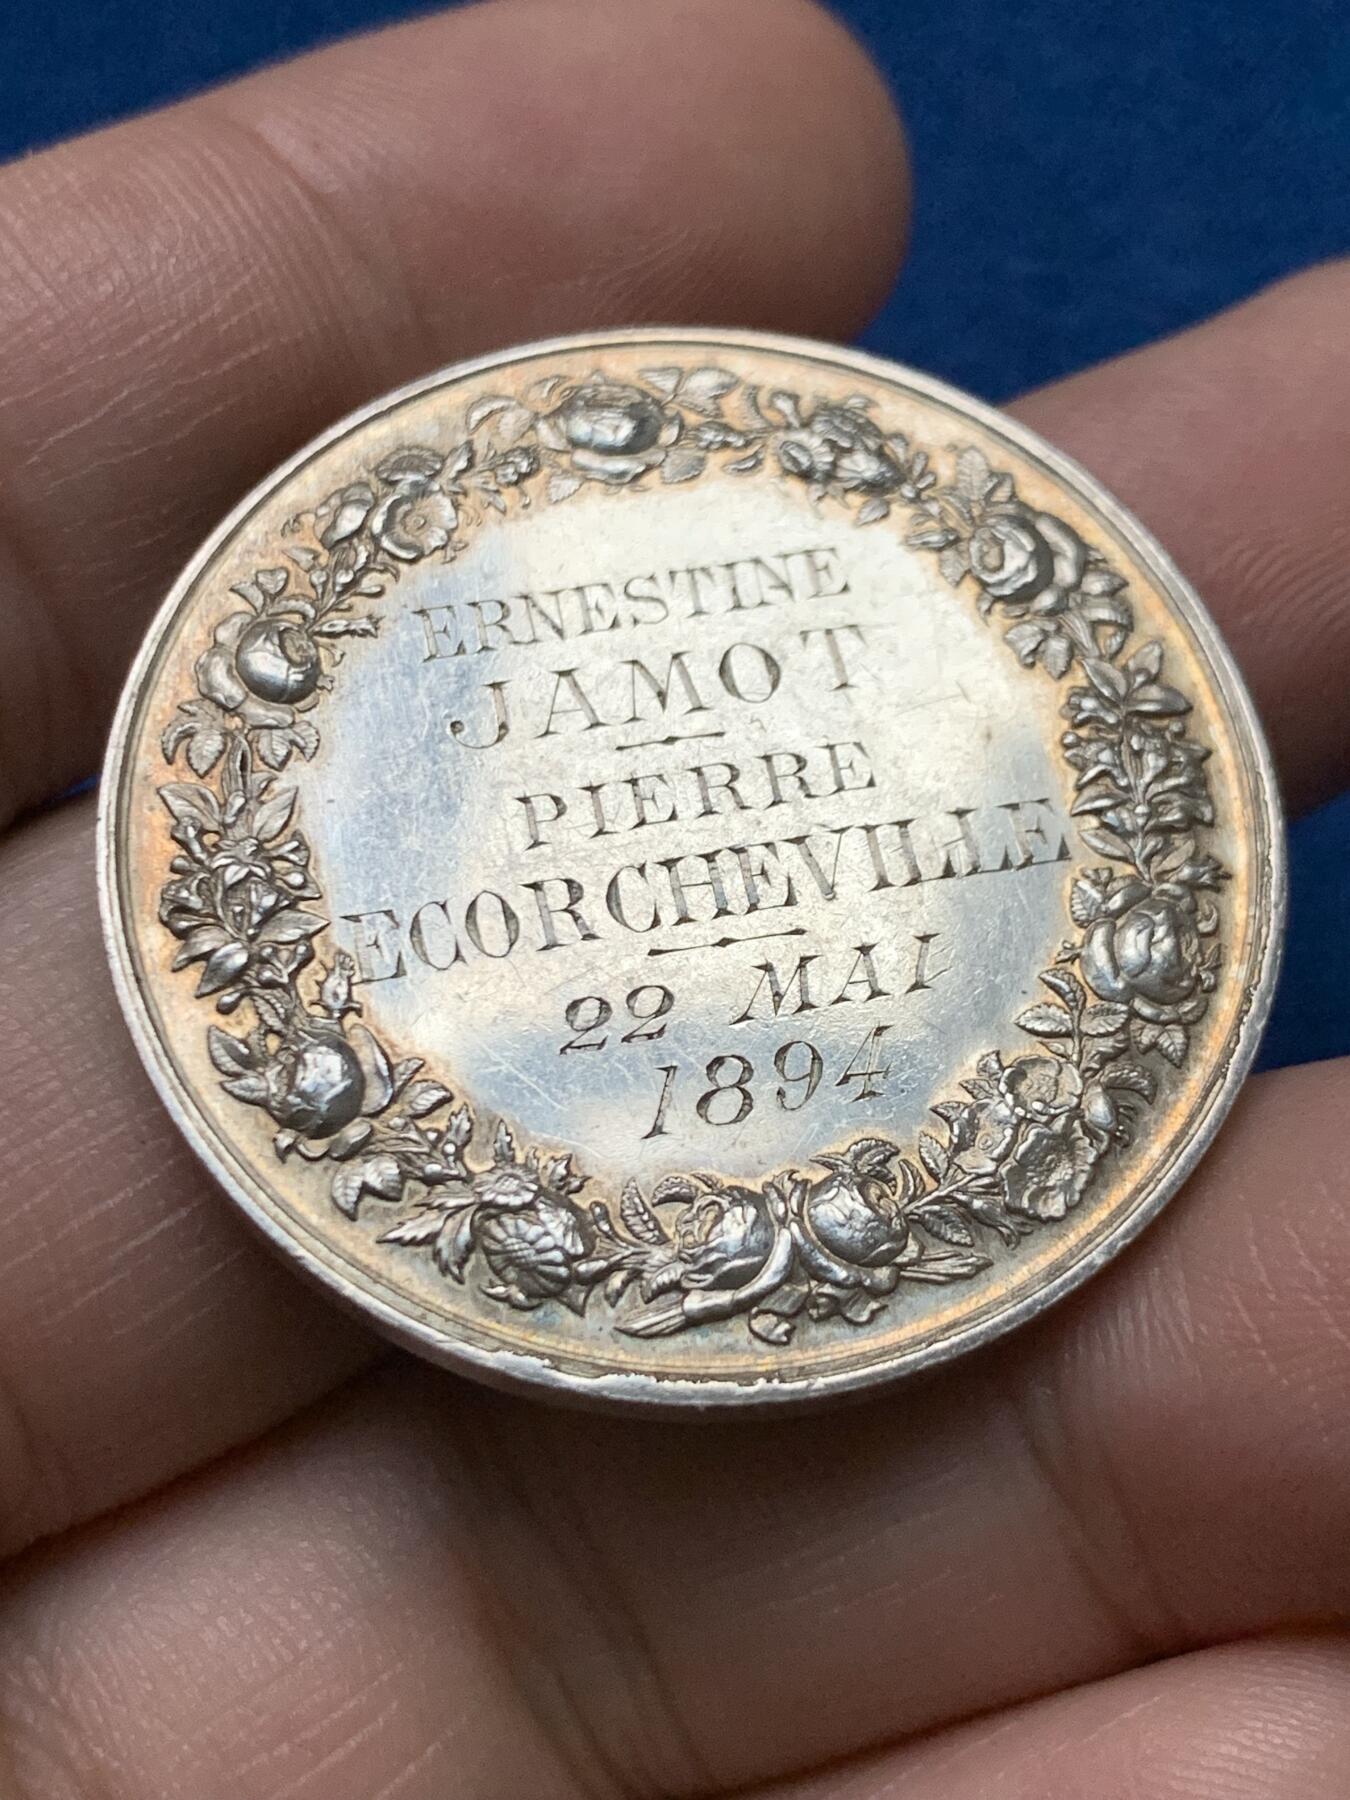 ERNESTINE
JAMOT
PIERRE
ECORCHEVILLE
22 MAI
1894